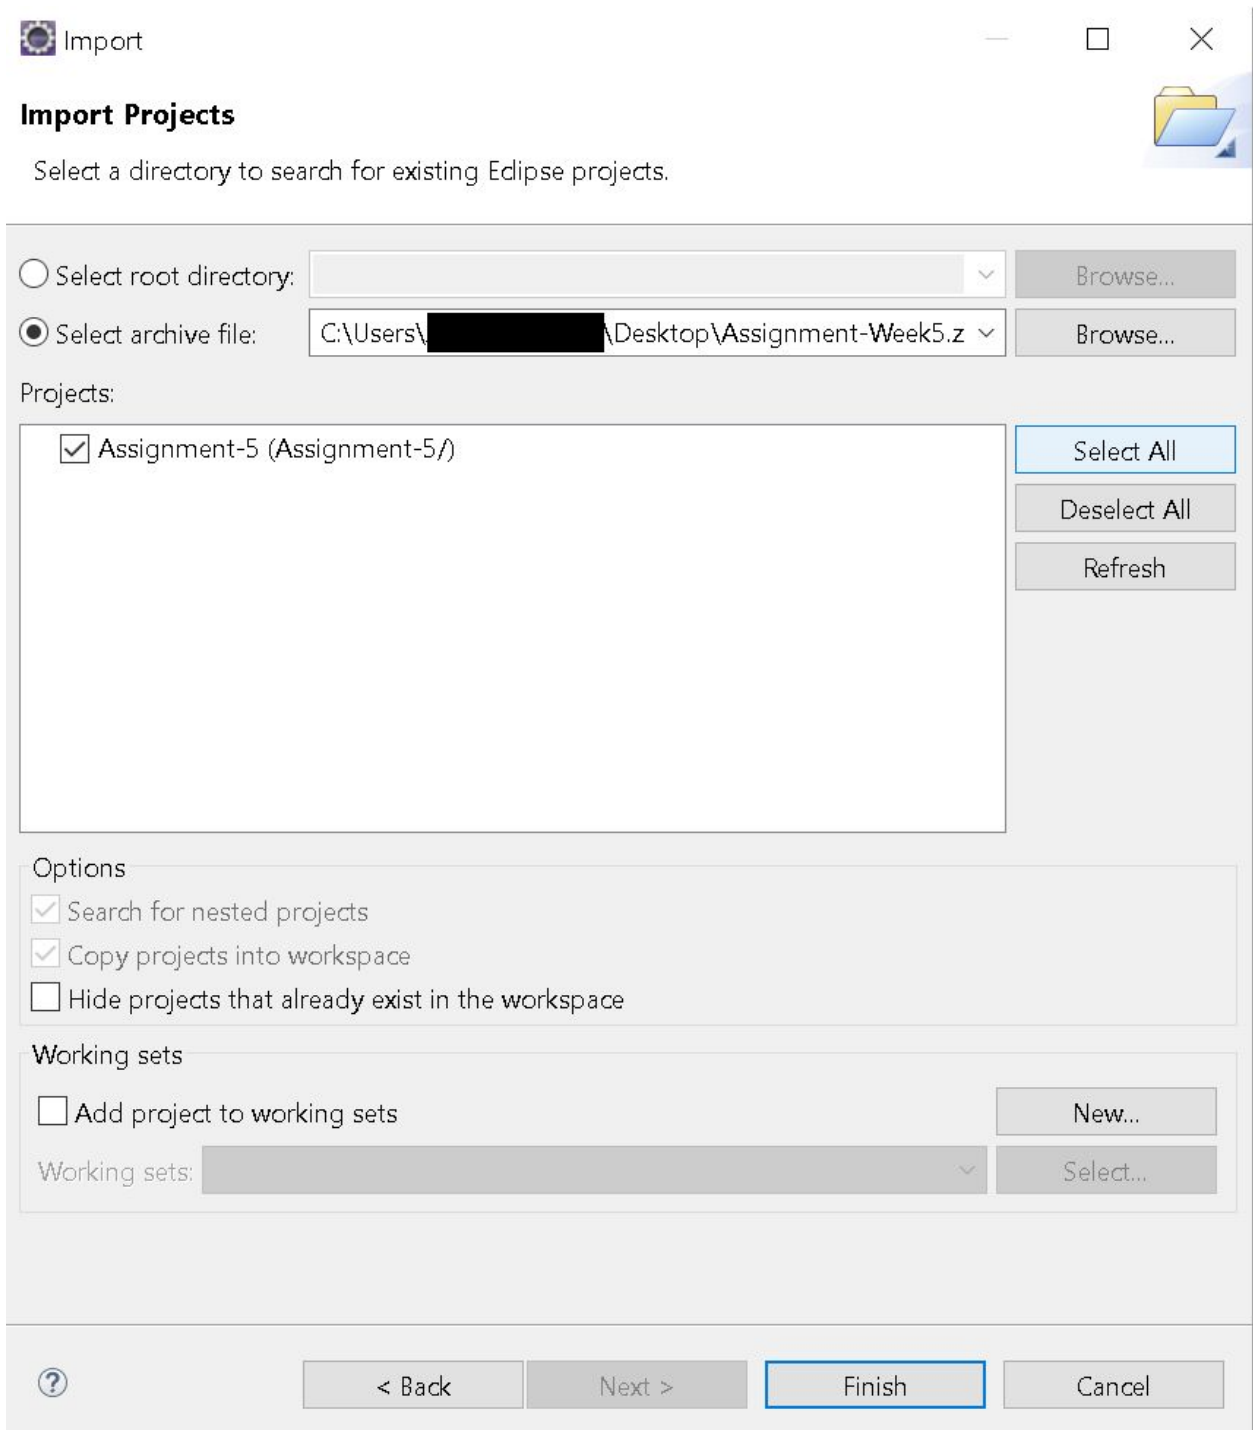 Import
Import Projects
Select a directory to search for existing Eclipse projects.
Select root directory: Browse...
Select archive file: C:\Users\ \Desktop\Assignment-Week5.z Browse...
Projects:
Assignment-5 (Assignment-5/)
Select All
Deselect All
Refresh
Options
Search for nested projects
Copy projects into workspace
Hide projects that already exist in the workspace
Working sets
Add project to working sets New...
Working sets: Select...
? < Back Next > Finish Cancel